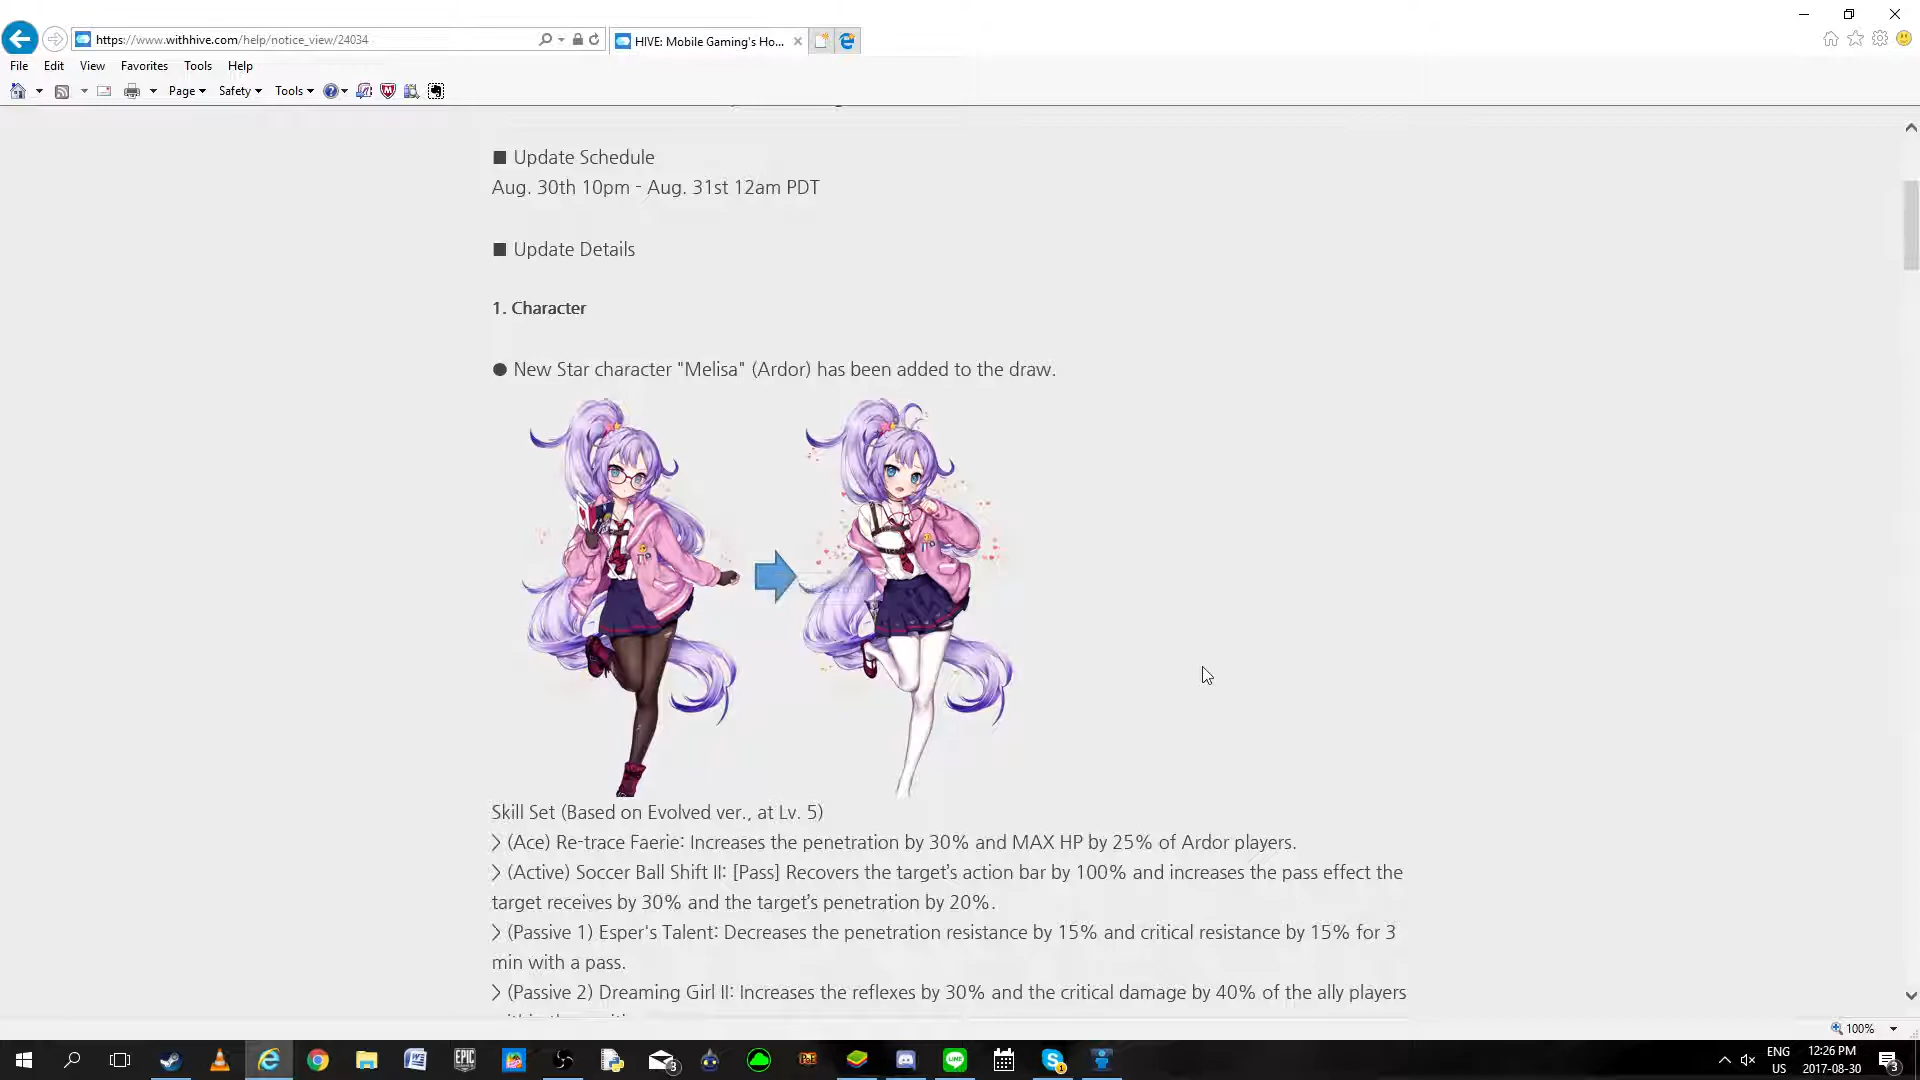 https://www.withhive.com/help/notice_view/24034
HIVE: Mobile Gaming's Ho...
File Edit View Favorites Tools Help
Page Safety Tools
■ Update Schedule
Aug. 30th 10pm - Aug. 31st 12am PDT
■ Update Details
1. Character
● New Star character "Melisa" (Ardor) has been added to the draw.
Skill Set (Based on Evolved ver., at Lv. 5)
> (Ace) Re-trace Faerie: Increases the penetration by 30% and MAX HP by 25% of Ardor players.
> (Active) Soccer Ball Shift II: [Pass] Recovers the target's action bar by 100% and increases the pass effect the
target receives by 30% and the target's penetration by 20%.
> (Passive 1) Esper's Talent: Decreases the penetration resistance by 15% and critical resistance by 15% for 3
min with a pass.
> (Passive 2) Dreaming Girl II: Increases the reflexes by 30% and the critical damage by 40% of the ally players
100%
ENG 12:26 PM
US 2017-08-30